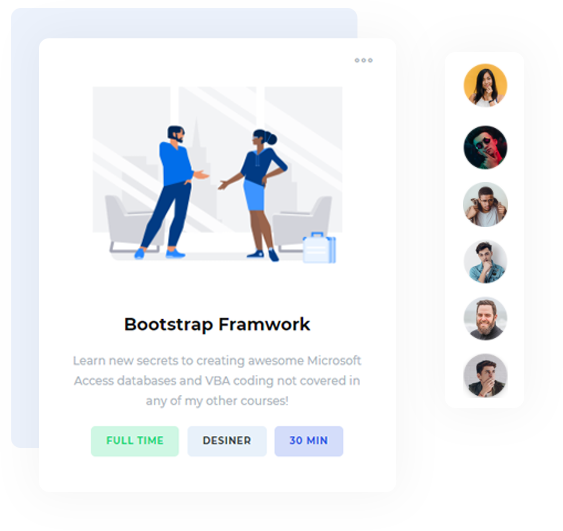 Bootstrap Framwork
Learn new secrets to creating awesome Microsoft
Access databases and VBA coding not covered in
any of my other courses!
FULL TIME DESINER 30 MIN